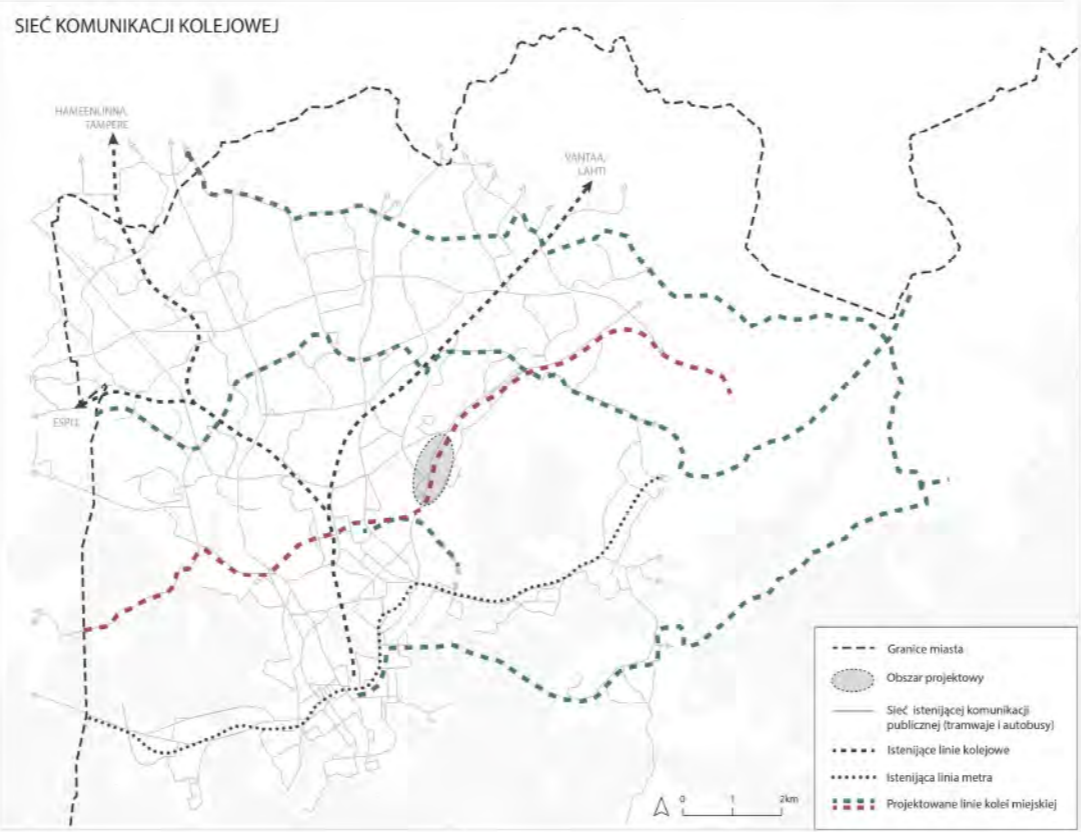 SIEĆ KOMUNIKACJI KOLEJOWEJ
HAMEENLINNA,
TAMPERE
VANTAA,
LAHTI
Granice miasta
Obszar projektowy
Sieć istenijącej komunikacji
publicznej (tramwaje i autobusy)
Istenijące linie kolejowe
Istenijąca linia metra
Projektowane linie kolei miejskiej
0 1 2km